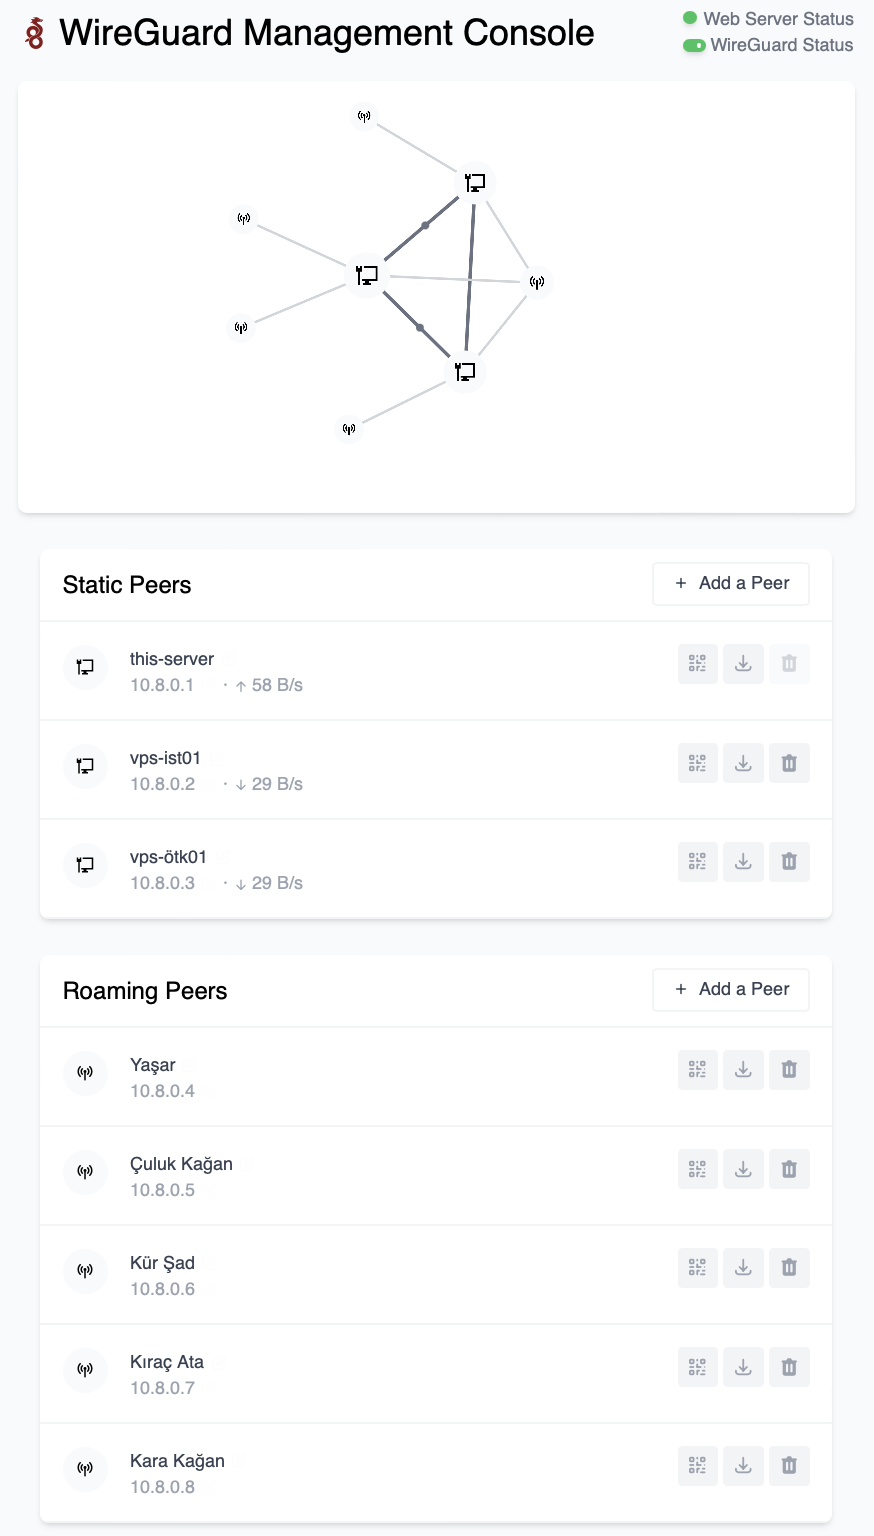 WireGuard Management Console
Web Server Status
WireGuard Status
Static Peers
+ Add a Peer
this-server
10.8.0.1 · ↑ 58 B/s
vps-ist01
10.8.0.2 · ↓ 29 B/s
vps-ötk01
10.8.0.3 · ↓ 29 B/s
Roaming Peers
+ Add a Peer
Yaşar
10.8.0.4
Çuluk Kağan
10.8.0.5
Kür Şad
10.8.0.6
Kıraç Ata
10.8.0.7
Kara Kağan
10.8.0.8